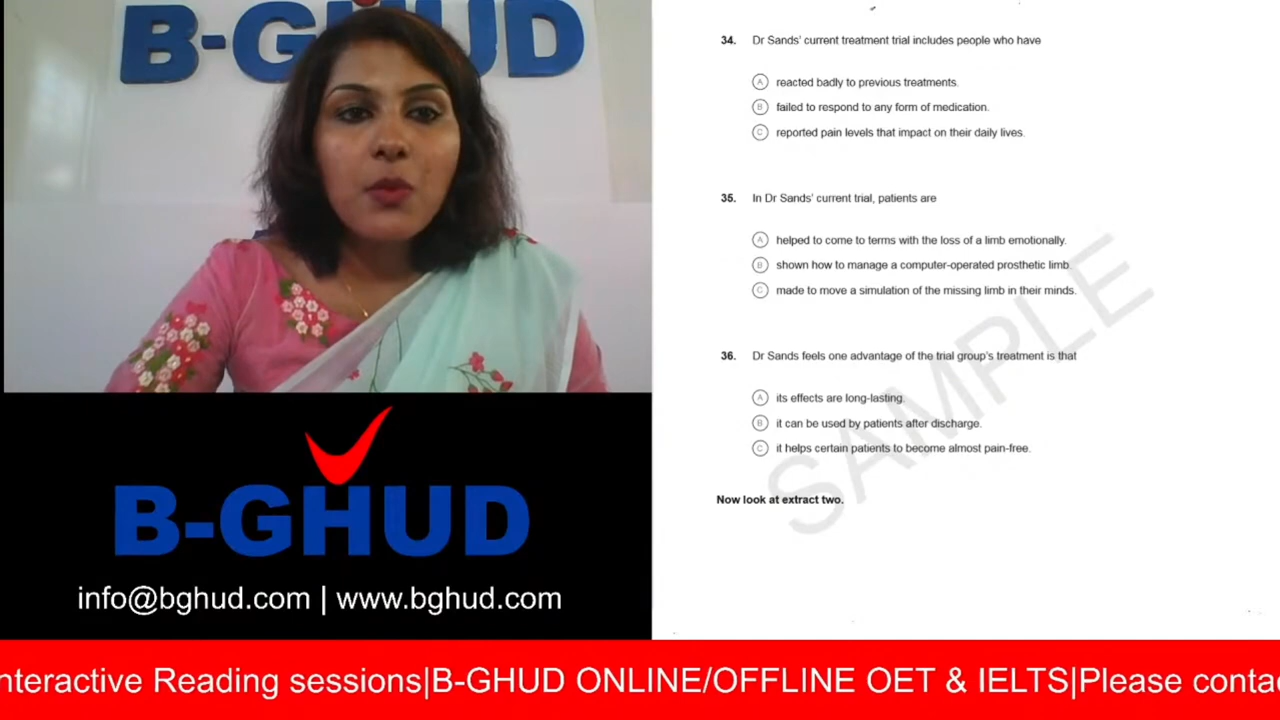 B-GHUD
B-GHUD
info@bghud.com | www.bghud.com
34. Dr Sands' current treatment trial includes people who have
A reacted badly to previous treatments.
B failed to respond to any form of medication.
C reported pain levels that impact on their daily lives.
35. In Dr Sands' current trial, patients are
A helped to come to terms with the loss of a limb emotionally.
B shown how to manage a computer-operated prosthetic limb.
C made to move a simulation of the missing limb in their minds.
36. Dr Sands feels one advantage of the trial group's treatment is that
A its effects are long-lasting.
B it can be used by patients after discharge.
C it helps certain patients to become almost pain-free.
Now look at extract two.
SAMPLE
nteractive Reading sessions|B-GHUD ONLINE/OFFLINE OET & IELTS|Please conta